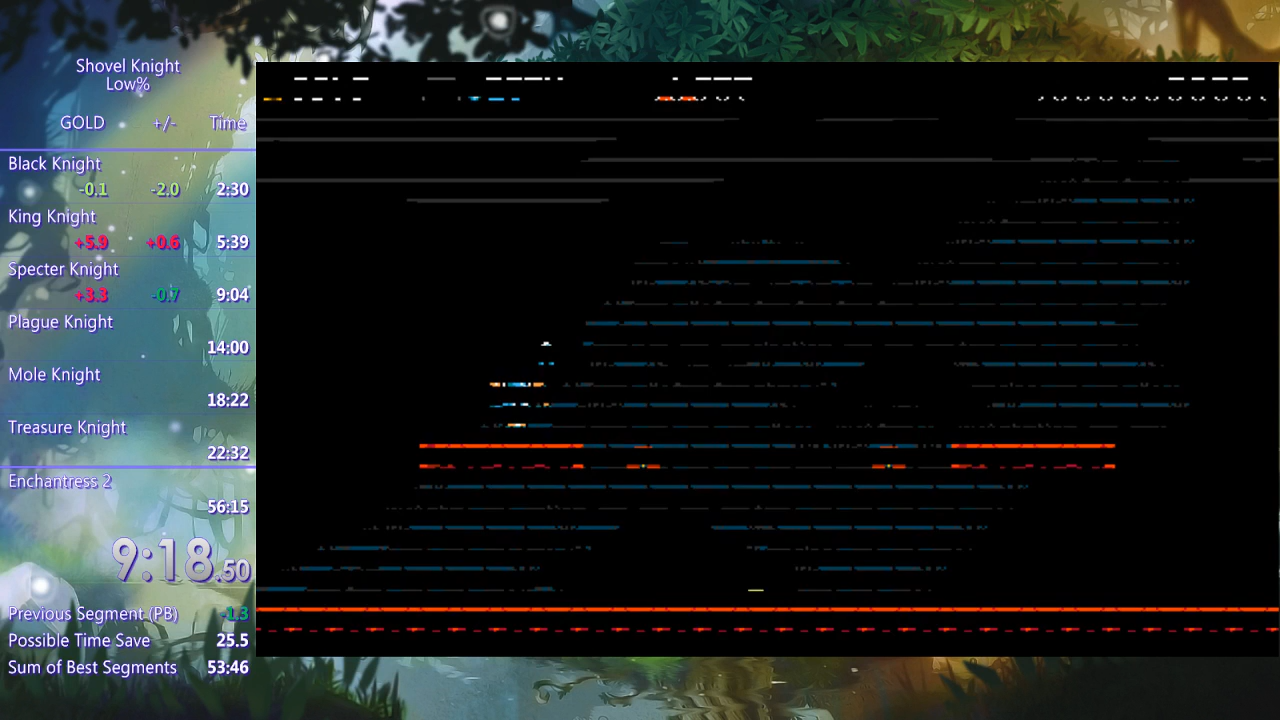 Shovel Knight
Low%
GOLD +/- Time
Black Knight
-0.1 -2.0 2:30
King Knight
+5.9 +0.6 5:39
Specter Knight
+3.3 -0.7 9:04
Plague Knight
14:00
Mole Knight
18:22
Treasure Knight
22:32
Enchantress 2
56:15
9:18.50
Previous Segment (PB) -1.3
Possible Time Save 25.5
Sum of Best Segments 53:46